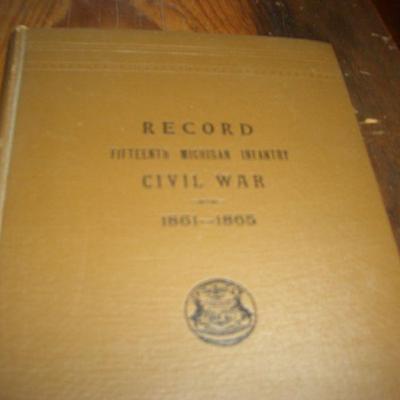 RECORD
FIFTEENTH MICHIGAN INFANTRY
CIVIL WAR
1861—1865